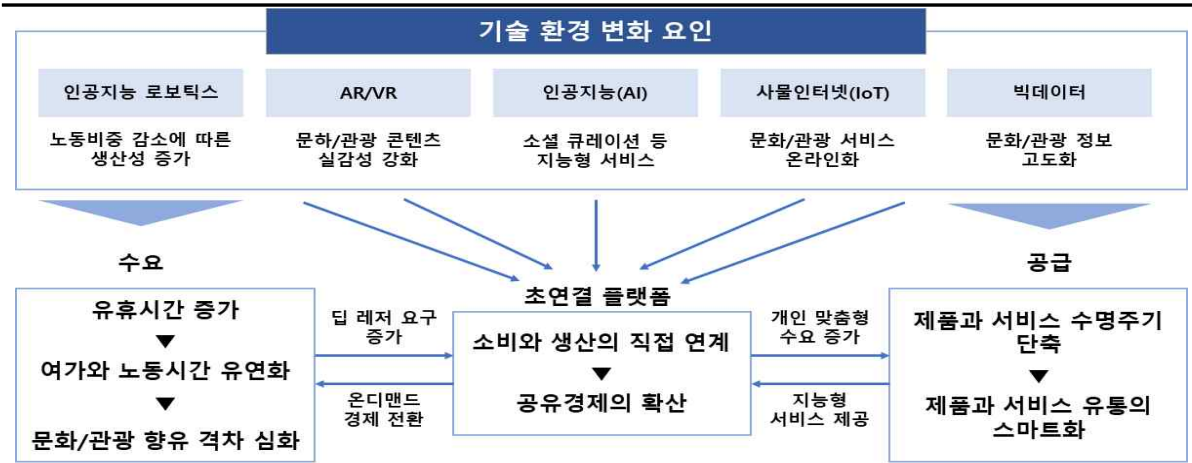 기술 환경 변화 요인
인공지능 로보틱스
노동비중 감소에 따른
생산성 증가
AR/VR
문하/관광 콘텐츠
실감성 강화
인공지능(AI)
소셜 큐레이션 등
지능형 서비스
사물인터넷(IoT)
문화/관광 서비스
온라인화
빅데이터
문화/관광 정보
고도화
수요
유휴시간 증가
여가와 노동시간 유연화
문화/관광 향유 격차 심화
딥 레저 요구
증가
온디맨드
경제 전환
초연결 플랫폼
소비와 생산의 직접 연계
공유경제의 확산
개인 맞춤형
수요 증가
지능형
서비스 제공
공급
제품과 서비스 수명주기
단축
제품과 서비스 유통의
스마트화